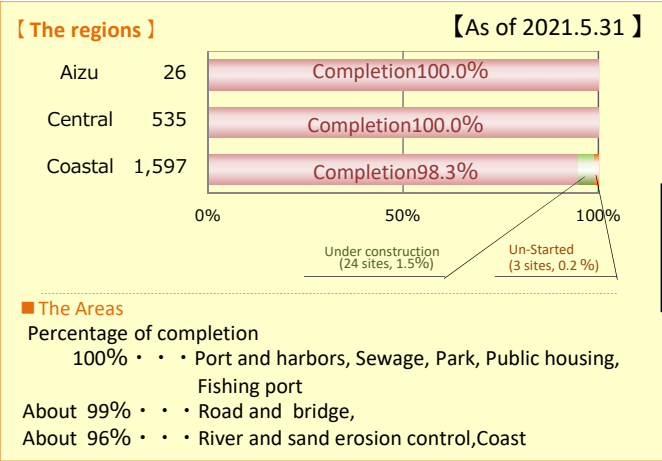 【 The regions 】 【As of 2021.5.31 】
Aizu 26 Completion100.0%
Central 535 Completion100.0%
Coastal 1,597 Completion98.3%
0% 50% 100%
Under construction
(24 sites, 1.5%)
Un-Started
(3 sites, 0.2 %)
■ The Areas
Percentage of completion
100%・・・Port and harbors, Sewage, Park, Public housing,
Fishing port
About 99%・・・Road and bridge,
About 96%・・・River and sand erosion control,Coast